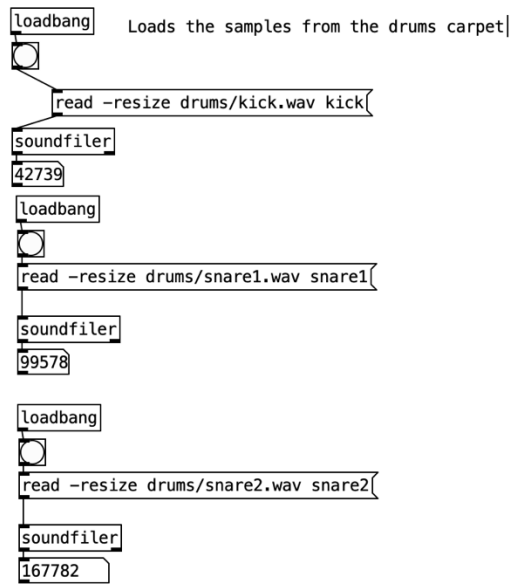 loadbang
Loads the samples from the drums carpet
read -resize drums/kick.wav kick
soundfiler
42739
loadbang
read -resize drums/snare1.wav snare1
soundfiler
99578
loadbang
read -resize drums/snare2.wav snare2
soundfiler
167782